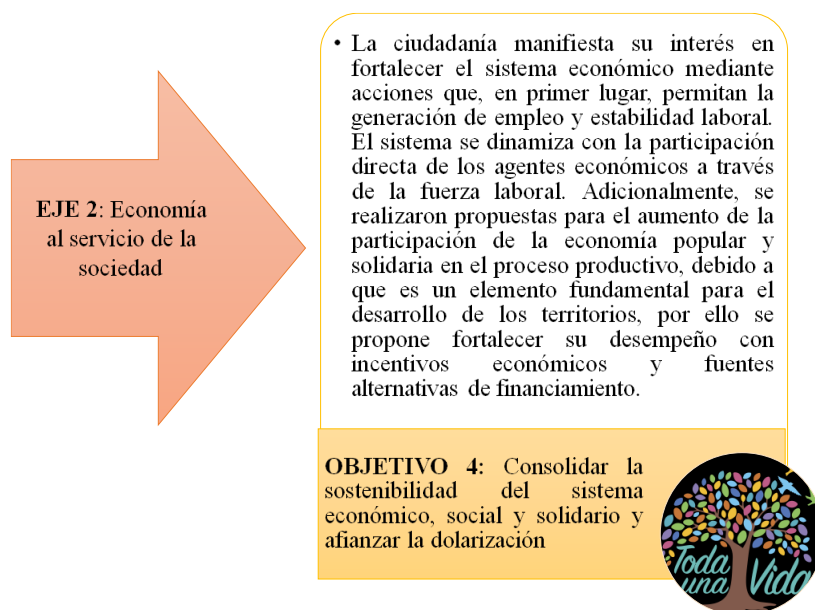 EJE 2: Economía
al servicio de la
sociedad
• La ciudadanía manifiesta su interés en
fortalecer el sistema económico mediante
acciones que, en primer lugar, permitan la
generación de empleo y estabilidad laboral.
El sistema se dinamiza con la participación
directa de los agentes económicos a través
de la fuerza laboral. Adicionalmente, se
realizaron propuestas para el aumento de la
participación de la economía popular y
solidaria en el proceso productivo, debido a
que es un elemento fundamental para el
desarrollo de los territorios, por ello se
propone fortalecer su desempeño con
incentivos económicos y fuentes
alternativas de financiamiento.
OBJETIVO 4: Consolidar la
sostenibilidad del sistema
económico, social y solidario y
afianzar la dolarización
Toda
una Vida